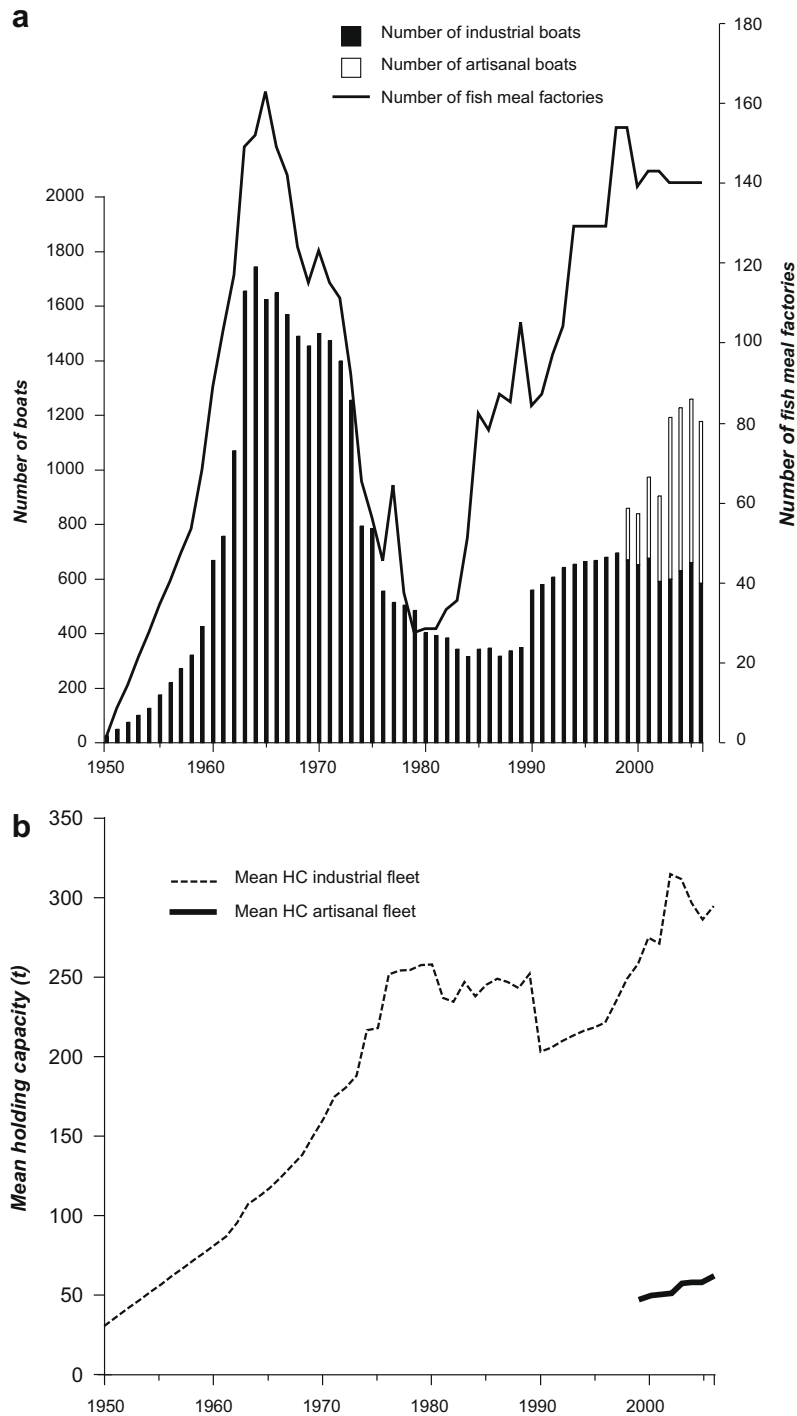 a
Number of industrial boats
Number of artisanal boats
Number of fish meal factories
180
160
140
120
100
80
60
40
20
0
Number of fish meal factories
2000
1800
1600
1400
1200
1000
800
600
400
200
0
Number of boats
1950 1960 1970 1980 1990 2000
b
350
300
250
200
150
100
50
0
Mean holding capacity (t)
Mean HC industrial fleet
Mean HC artisanal fleet
1950 1960 1970 1980 1990 2000